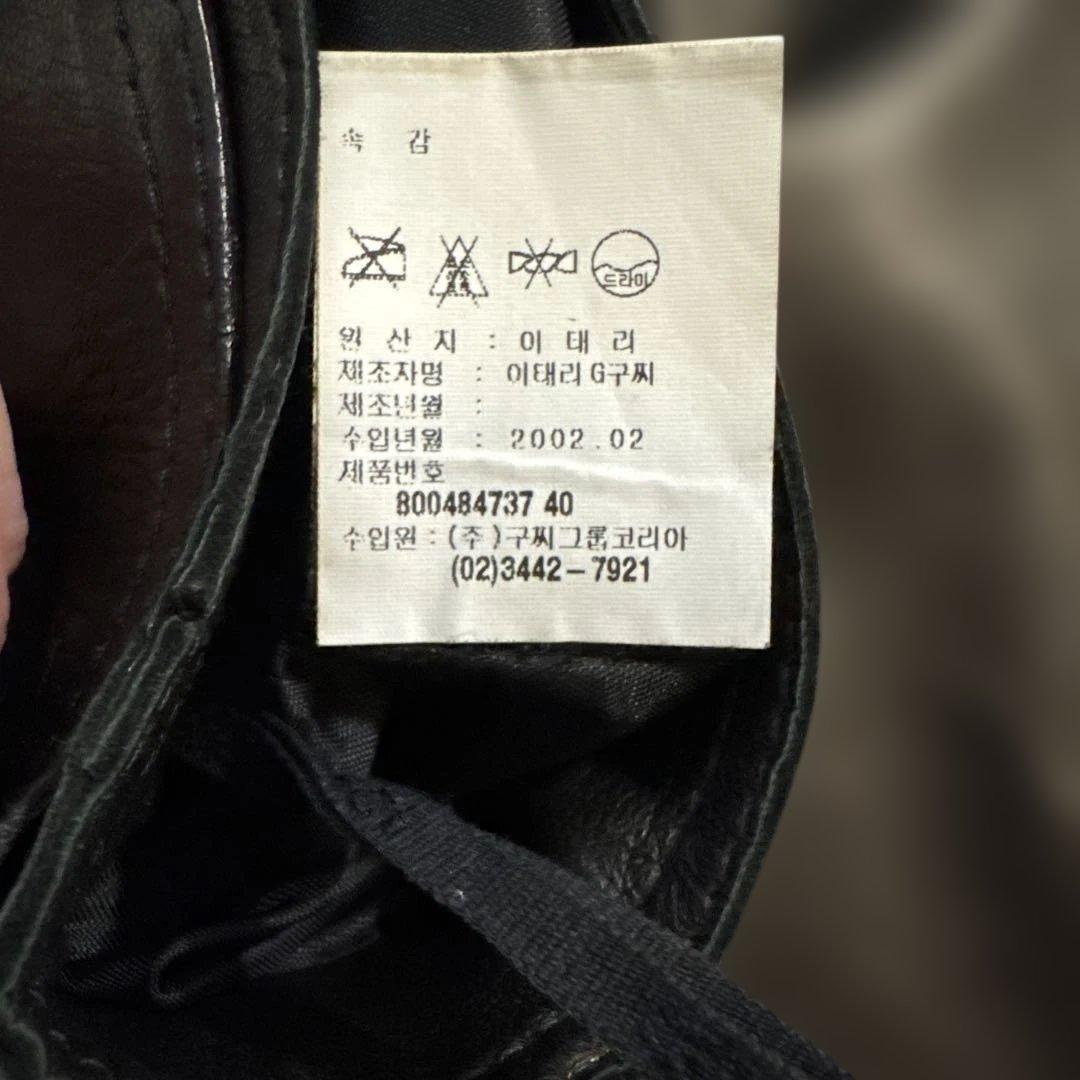 속 감
드라이
원 산 지 : 이 태 리
제조자명 : 이태리 G구찌
제조년월 :
수입년월 : 2002.02
제품번호
800484737 40
수입원 : (주)구찌그룹코리아
(02)3442-7921